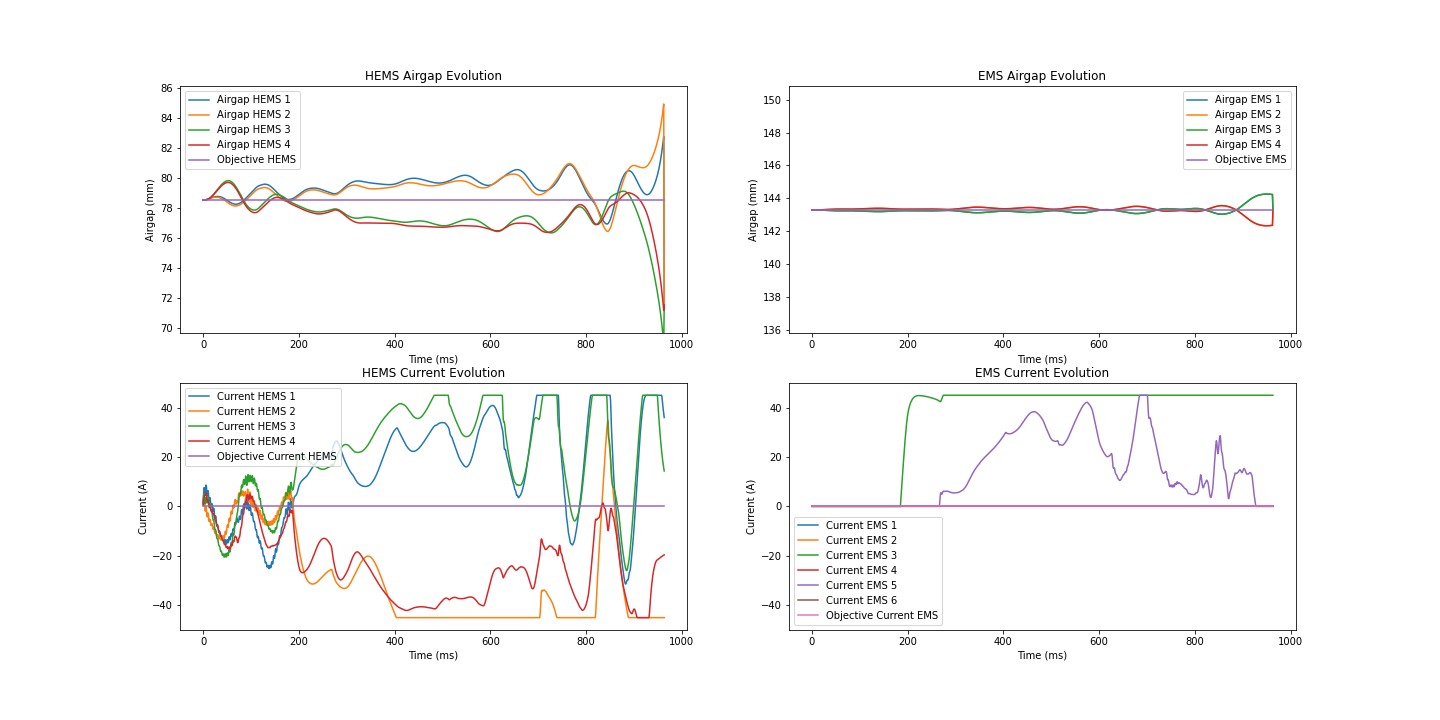 HEMS Airgap Evolution
86
84
82
80
78
76
74
72
70
Airgap (mm)
Airgap HEMS 1
Airgap HEMS 2
Airgap HEMS 3
Airgap HEMS 4
Objective HEMS
0 200 400 600 800 1000
Time (ms)
EMS Airgap Evolution
150
148
146
144
142
140
138
136
Airgap (mm)
Airgap EMS 1
Airgap EMS 2
Airgap EMS 3
Airgap EMS 4
Objective EMS
0 200 400 600 800 1000
Time (ms)
HEMS Current Evolution
40
20
0
−20
−40
Current (A)
Current HEMS 1
Current HEMS 2
Current HEMS 3
Current HEMS 4
Objective Current HEMS
0 200 400 600 800 1000
Time (ms)
EMS Current Evolution
40
20
0
−20
−40
Current (A)
Current EMS 1
Current EMS 2
Current EMS 3
Current EMS 4
Current EMS 5
Current EMS 6
Objective Current EMS
0 200 400 600 800 1000
Time (ms)